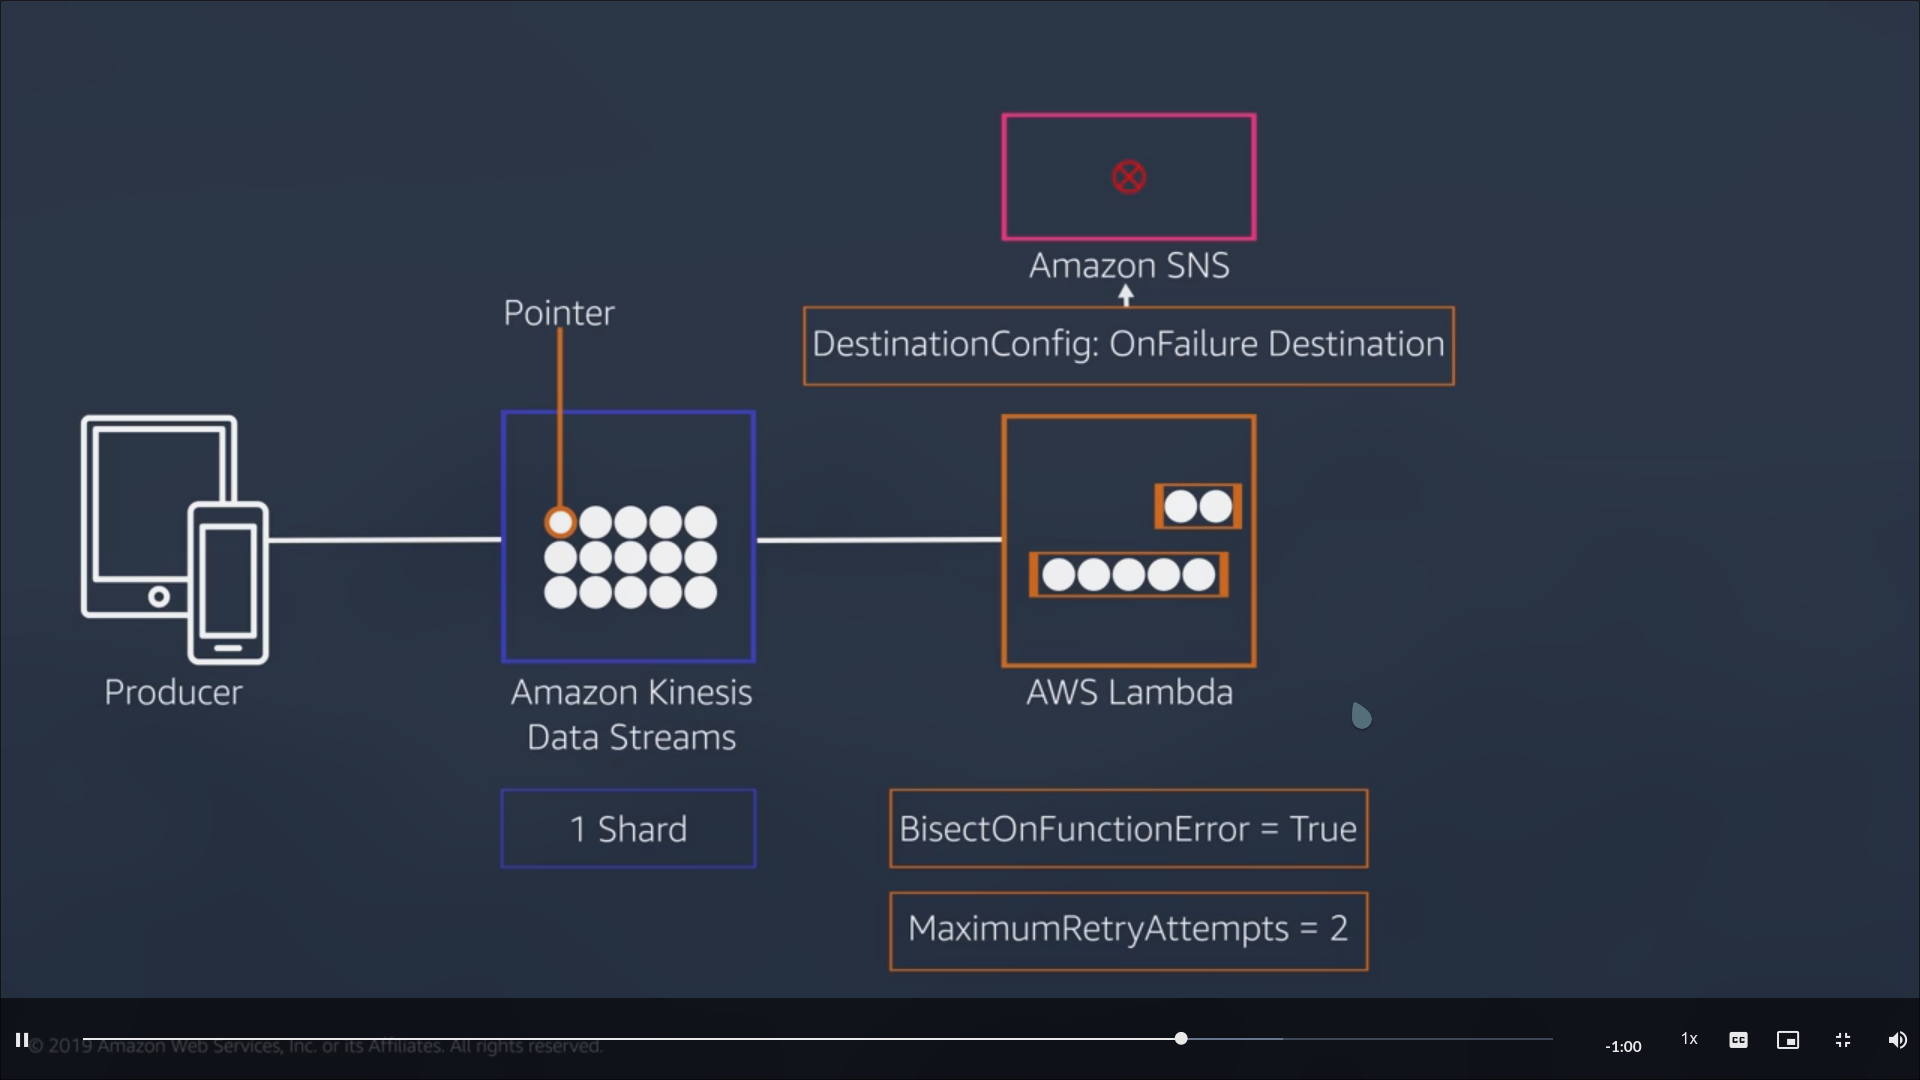 Amazon SNS
Pointer
DestinationConfig: OnFailure Destination
Producer
Amazon Kinesis
Data Streams
AWS Lambda
1 Shard
BisectOnFunctionError = True
MaximumRetryAttempts = 2
© 2019 Amazon Web Services, Inc. or its Affiliates. All rights reserved.
-1:00
1x
CC